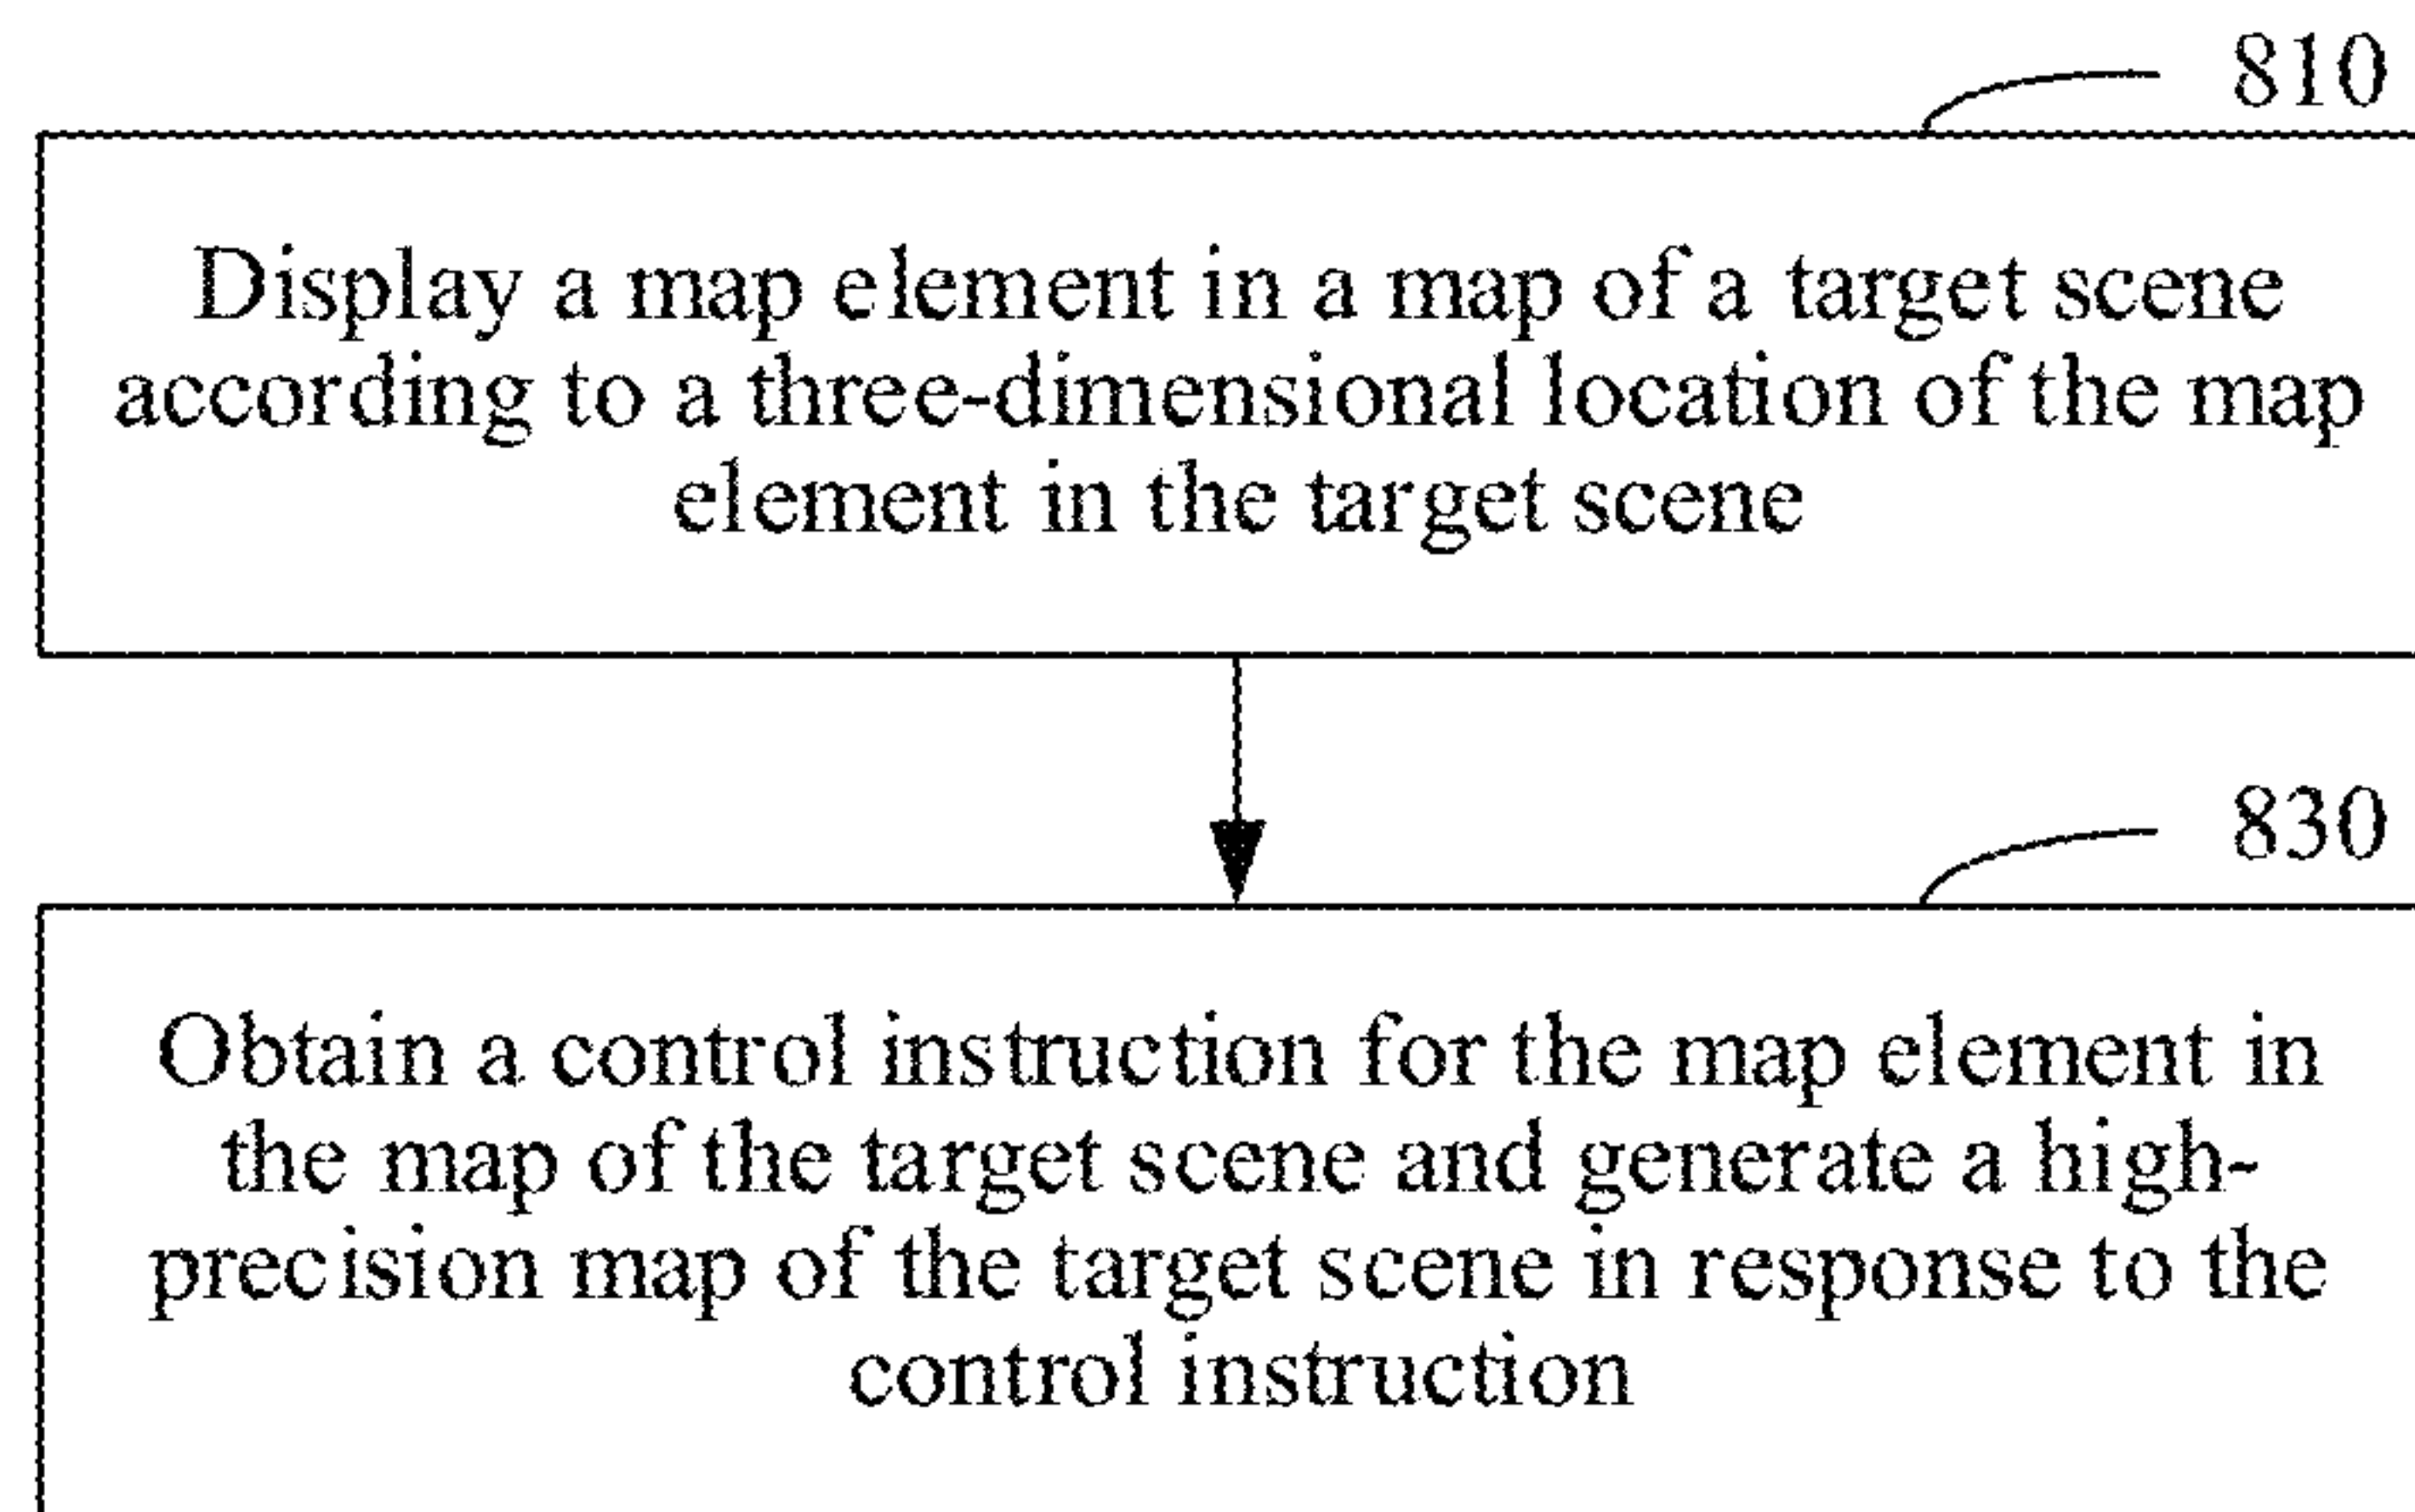 810
Display a map element in a map of a target scene
according to a three-dimensional location of the map
element in the target scene
830
Obtain a control instruction for the map element in
the map of the target scene and generate a high-
precision map of the target scene in response to the
control instruction